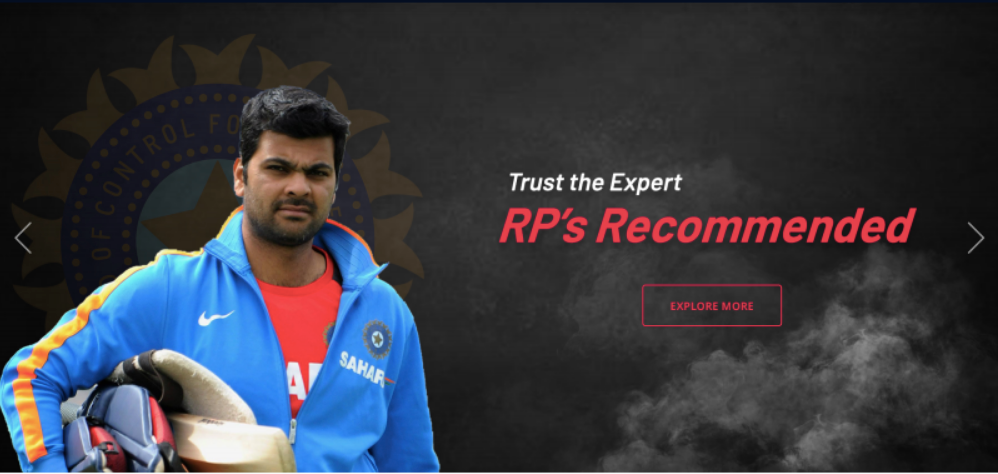 OF CONTROL FO
Trust the Expert
RP's Recommended
EXPLORE MORE
SAHAR